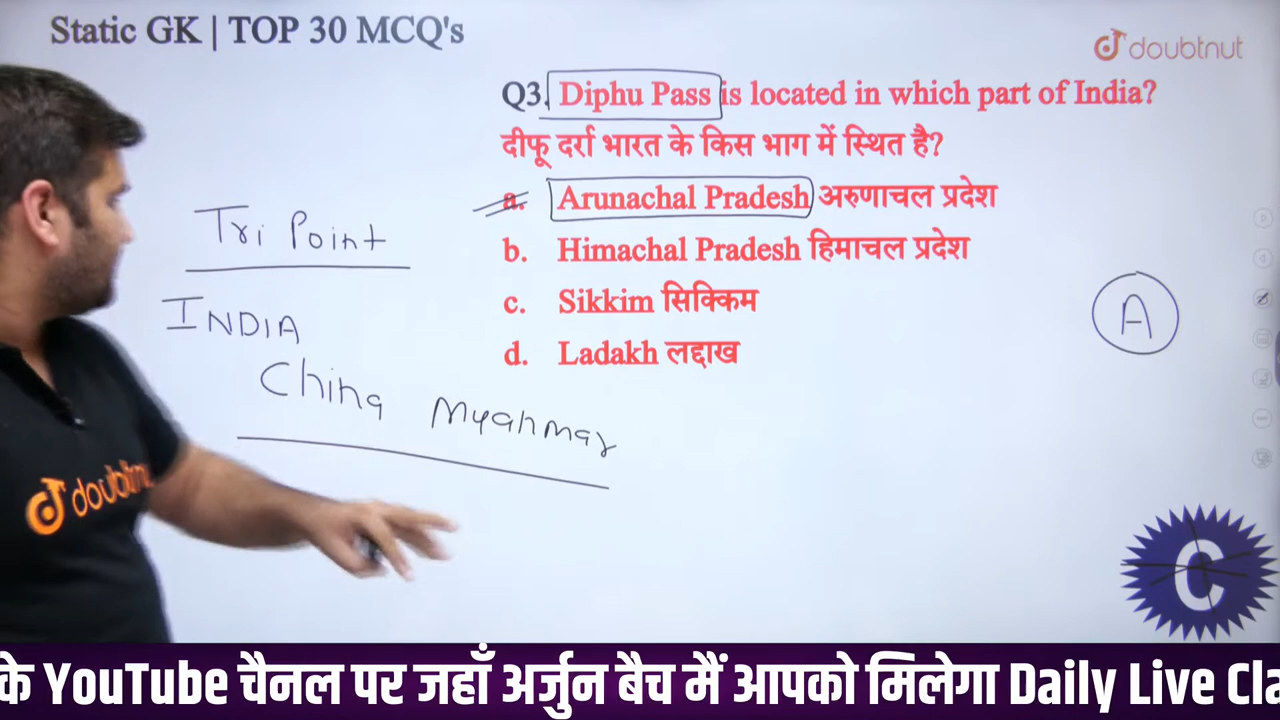 Static GK | TOP 30 MCQ's
doubtnut
Q3. Diphu Pass is located in which part of India?
दीफू दर्रा भारत के किस भाग में स्थित है?
a. Arunachal Pradesh अरुणाचल प्रदेश
b. Himachal Pradesh हिमाचल प्रदेश
c. Sikkim सिक्किम
d. Ladakh लद्दाख
Tri Point
INDIA
China Myanmar
A
doubtnut
C
के YouTube चैनल पर जहाँ अर्जुन बैच मैं आपको मिलेगा Daily Live Cla